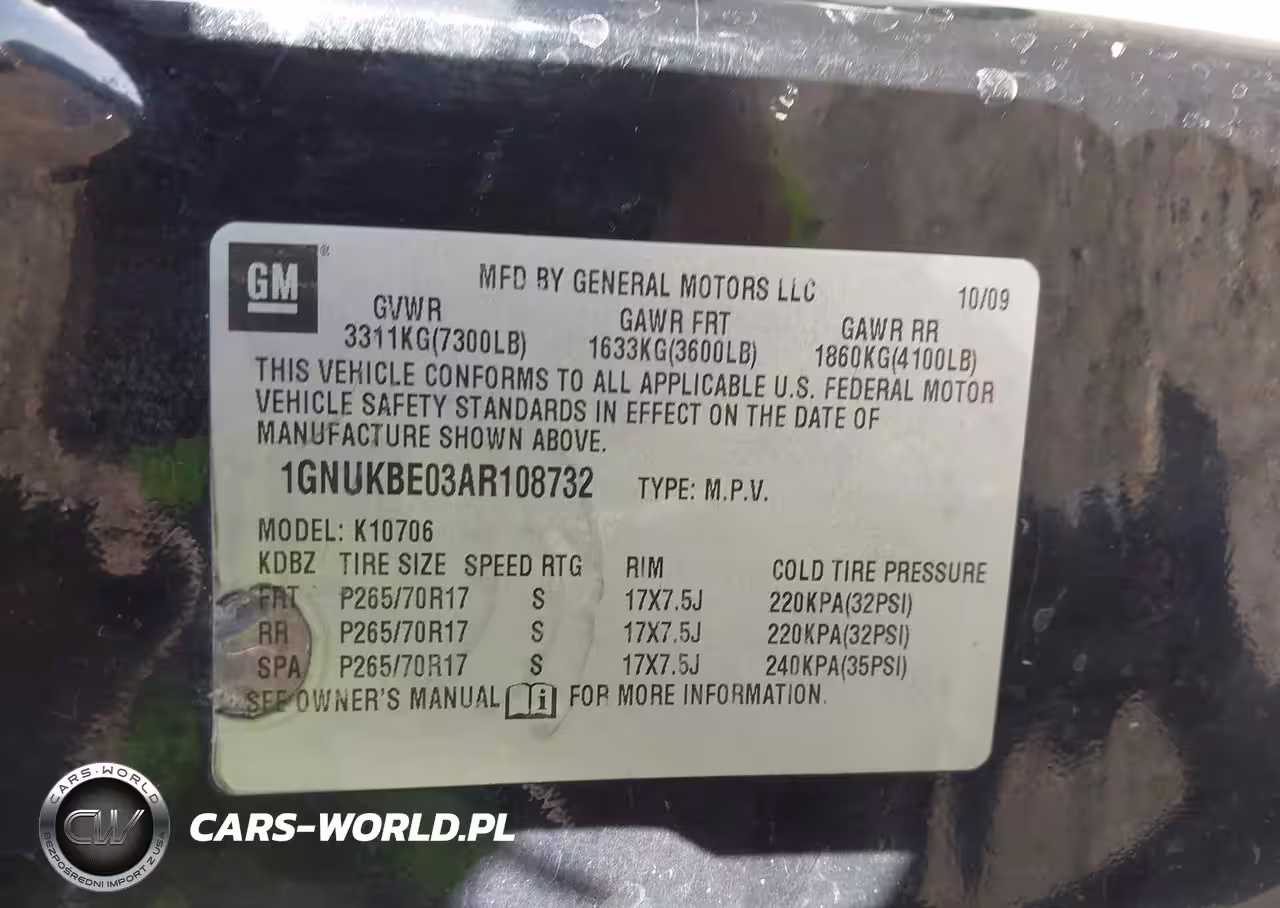 GM ®
MFD BY GENERAL MOTORS LLC 10/09
GVWR GAWR FRT GAWR RR
3311KG(7300LB) 1633KG(3600LB) 1860KG(4100LB)
THIS VEHICLE CONFORMS TO ALL APPLICABLE U.S. FEDERAL MOTOR
VEHICLE SAFETY STANDARDS IN EFFECT ON THE DATE OF
MANUFACTURE SHOWN ABOVE.
1GNUKBE03AR108732 TYPE: M.P.V.
MODEL: K10706
KDBZ TIRE SIZE SPEED RTG RIM COLD TIRE PRESSURE
FRT P265/70R17 S 17X7.5J 220KPA(32PSI)
RR P265/70R17 S 17X7.5J 220KPA(32PSI)
SPA P265/70R17 S 17X7.5J 240KPA(35PSI)
SEE OWNER'S MANUAL i FOR MORE INFORMATION.
CARS-WORLD
CW
BEZPOŚREDNI IMPORT Z USA
CARS-WORLD.PL